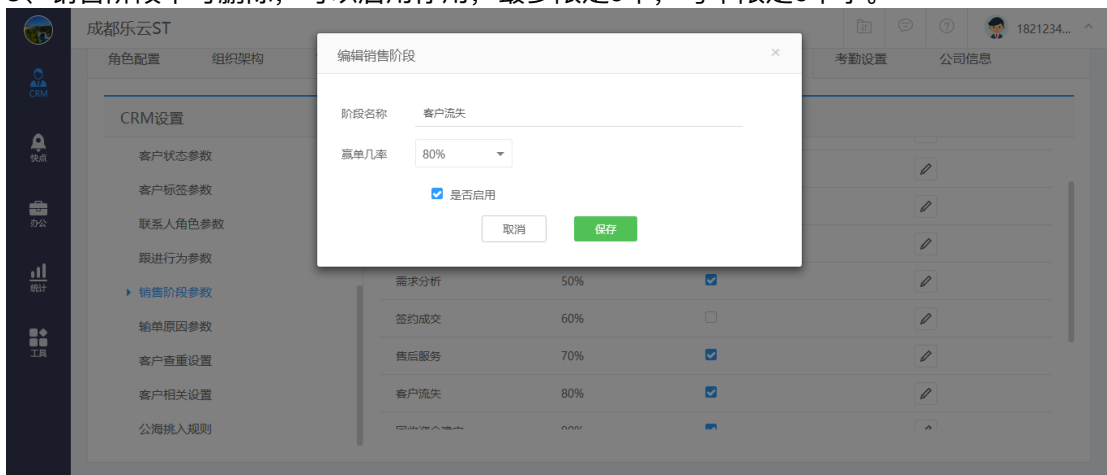 成都乐云ST
1821234...
角色配置
组织架构
考勤设置
公司信息
CRM
快点
办公
统计
工具
CRM设置
客户状态参数
客户标签参数
联系人角色参数
跟进行为参数
销售阶段参数
输单原因参数
客户查重设置
客户相关设置
公海挑入规则
编辑销售阶段
阶段名称 客户流失
赢单几率 80%
是否启用
取消 保存
需求分析 50%
签约成交 60%
售后服务 70%
客户流失 80%